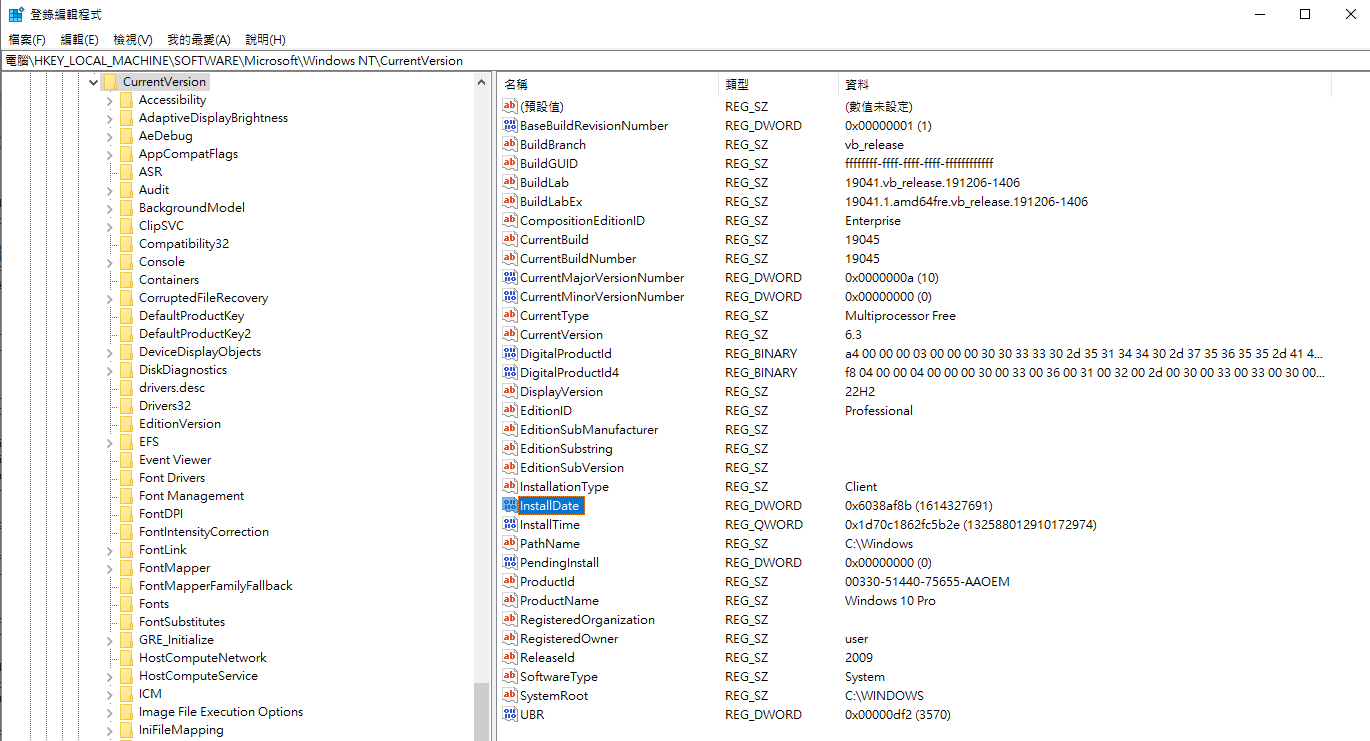 登錄編輯程式
檔案(F) 編輯(E) 檢視(V) 我的最愛(A) 說明(H)
電腦\HKEY_LOCAL_MACHINE\SOFTWARE\Microsoft\Windows NT\CurrentVersion
CurrentVersion
Accessibility
AdaptiveDisplayBrightness
AeDebug
AppCompatFlags
ASR
Audit
BackgroundModel
ClipSVC
Compatibility32
Console
Containers
CorruptedFileRecovery
DefaultProductKey
DefaultProductKey2
DeviceDisplayObjects
DiskDiagnostics
drivers.desc
Drivers32
EditionVersion
EFS
Event Viewer
Font Drivers
Font Management
FontDPI
FontIntensityCorrection
FontLink
FontMapper
FontMapperFamilyFallback
Fonts
FontSubstitutes
GRE_Initialize
HostComputeNetwork
HostComputeService
ICM
Image File Execution Options
IniFileMapping
名稱 類型 資料
(預設值) REG_SZ (數值未設定)
BaseBuildRevisionNumber REG_DWORD 0x00000001 (1)
BuildBranch REG_SZ vb_release
BuildGUID REG_SZ ffffffff-ffff-ffff-ffff-ffffffffffff
BuildLab REG_SZ 19041.vb_release.191206-1406
BuildLabEx REG_SZ 19041.1.amd64fre.vb_release.191206-1406
CompositionEditionID REG_SZ Enterprise
CurrentBuild REG_SZ 19045
CurrentBuildNumber REG_SZ 19045
CurrentMajorVersionNumber REG_DWORD 0x0000000a (10)
CurrentMinorVersionNumber REG_DWORD 0x00000000 (0)
CurrentType REG_SZ Multiprocessor Free
CurrentVersion REG_SZ 6.3
DigitalProductId REG_BINARY a4 00 00 00 03 00 00 00 30 30 33 33 30 2d 35 31 34 34 30 2d 37 35 36 35 35 2d 41 4...
DigitalProductId4 REG_BINARY f8 04 00 00 04 00 00 00 30 00 33 00 36 00 31 00 32 00 2d 00 30 00 33 00 33 00 30 00...
DisplayVersion REG_SZ 22H2
EditionID REG_SZ Professional
EditionSubManufacturer REG_SZ
EditionSubstring REG_SZ
EditionSubVersion REG_SZ
InstallationType REG_SZ Client
InstallDate REG_DWORD 0x6038af8b (1614327691)
InstallTime REG_QWORD 0x1d70c1862fc5b2e (132588012910172974)
PathName REG_SZ C:\Windows
PendingInstall REG_DWORD 0x00000000 (0)
ProductId REG_SZ 00330-51440-75655-AAOEM
ProductName REG_SZ Windows 10 Pro
RegisteredOrganization REG_SZ
RegisteredOwner REG_SZ user
ReleaseId REG_SZ 2009
SoftwareType REG_SZ System
SystemRoot REG_SZ C:\WINDOWS
UBR REG_DWORD 0x00000df2 (3570)